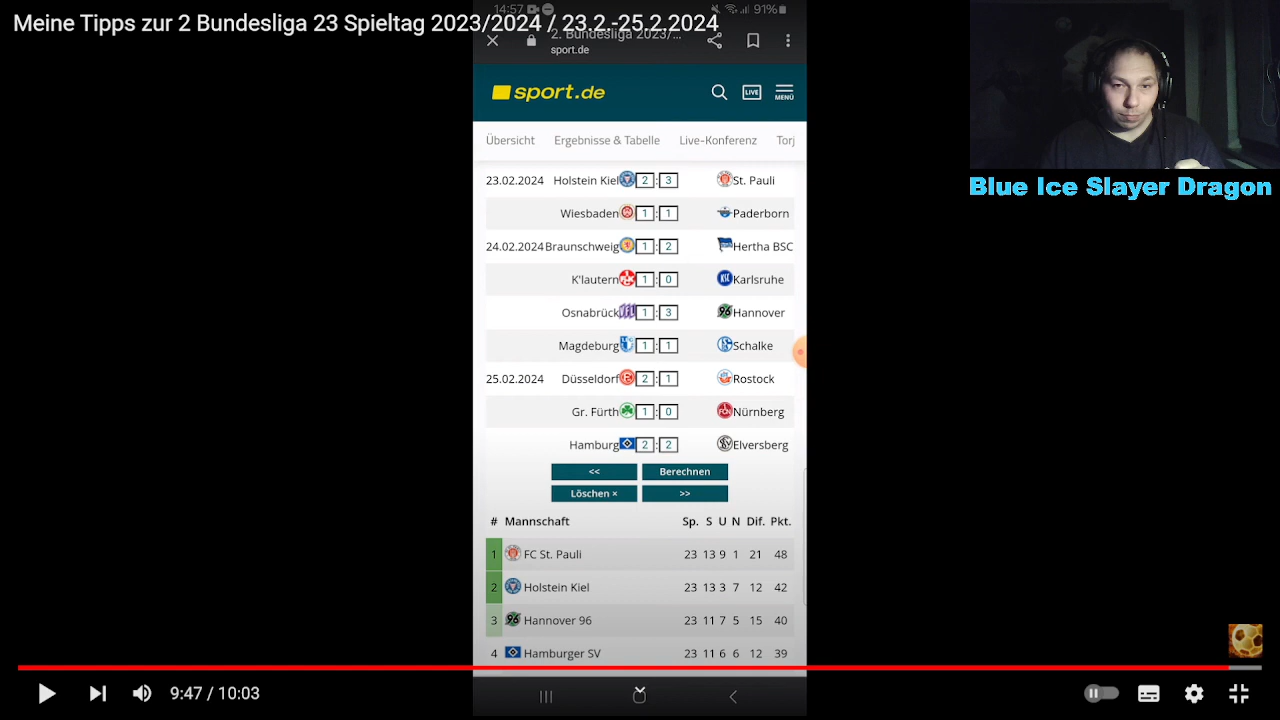 Meine Tipps zur 2 Bundesliga 23 Spieltag 2023/2024 / 23.2.-25.2.2024
14:57 91%
2. Bundesliga 2023/...
sport.de
sport.de LIVE MENÜ
Übersicht Ergebnisse & Tabelle Live-Konferenz Torj
Blue Ice Slayer Dragon
23.02.2024 Holstein Kiel 2 : 3 St. Pauli
Wiesbaden 1 : 1 Paderborn
24.02.2024 Braunschweig 1 : 2 Hertha BSC
K'lautern 1 : 0 Karlsruhe
Osnabrück 1 : 3 Hannover
Magdeburg 1 : 1 Schalke
25.02.2024 Düsseldorf 2 : 1 Rostock
Gr. Fürth 1 : 0 Nürnberg
Hamburg 2 : 2 Elversberg
<< Berechnen
Löschen × >>
# Mannschaft Sp. S U N Dif. Pkt.
1 FC St. Pauli 23 13 9 1 21 48
2 Holstein Kiel 23 13 3 7 12 42
3 Hannover 96 23 11 7 5 15 40
4 Hamburger SV 23 11 6 6 12 39
9:47 / 10:03